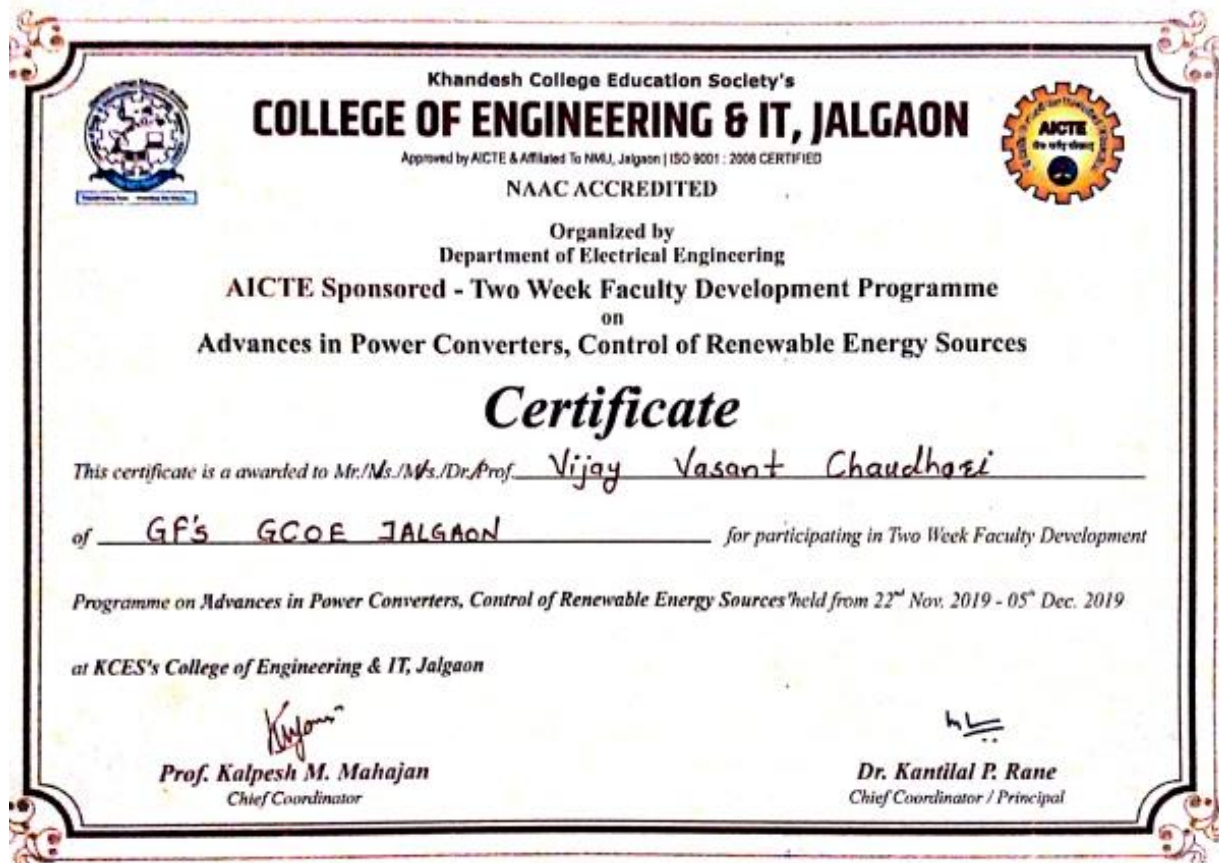 Khandesh College Education Society's
COLLEGE OF ENGINEERING & IT, JALGAON
Approved by AICTE & Affiliated To NMU, Jalgaon | ISO 9001 : 2008 CERTIFIED
NAAC ACCREDITED
AICTE
Organized by
Department of Electrical Engineering
AICTE Sponsored - Two Week Faculty Development Programme
on
Advances in Power Converters, Control of Renewable Energy Sources
Certificate
This certificate is a awarded to Mr./Ms./M/s./Dr./Prof. Vijay Vasant Chaudhari
of GF's GCOE JALGAON for participating in Two Week Faculty Development
Programme on Advances in Power Converters, Control of Renewable Energy Sources' held from 22nd Nov. 2019 - 05th Dec. 2019
at KCES's College of Engineering & IT, Jalgaon
Prof. Kalpesh M. Mahajan
Chief Coordinator
Dr. Kantilal P. Rane
Chief Coordinator / Principal